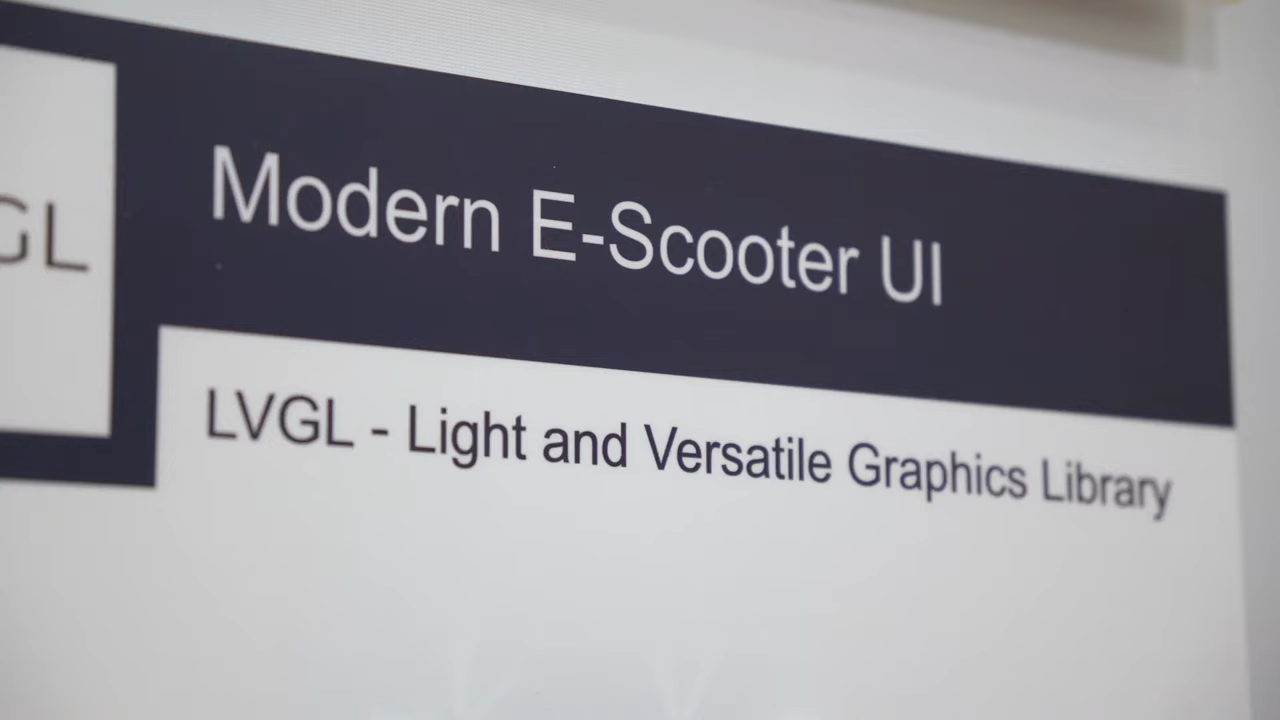 GL
Modern E-Scooter UI
LVGL - Light and Versatile Graphics Library